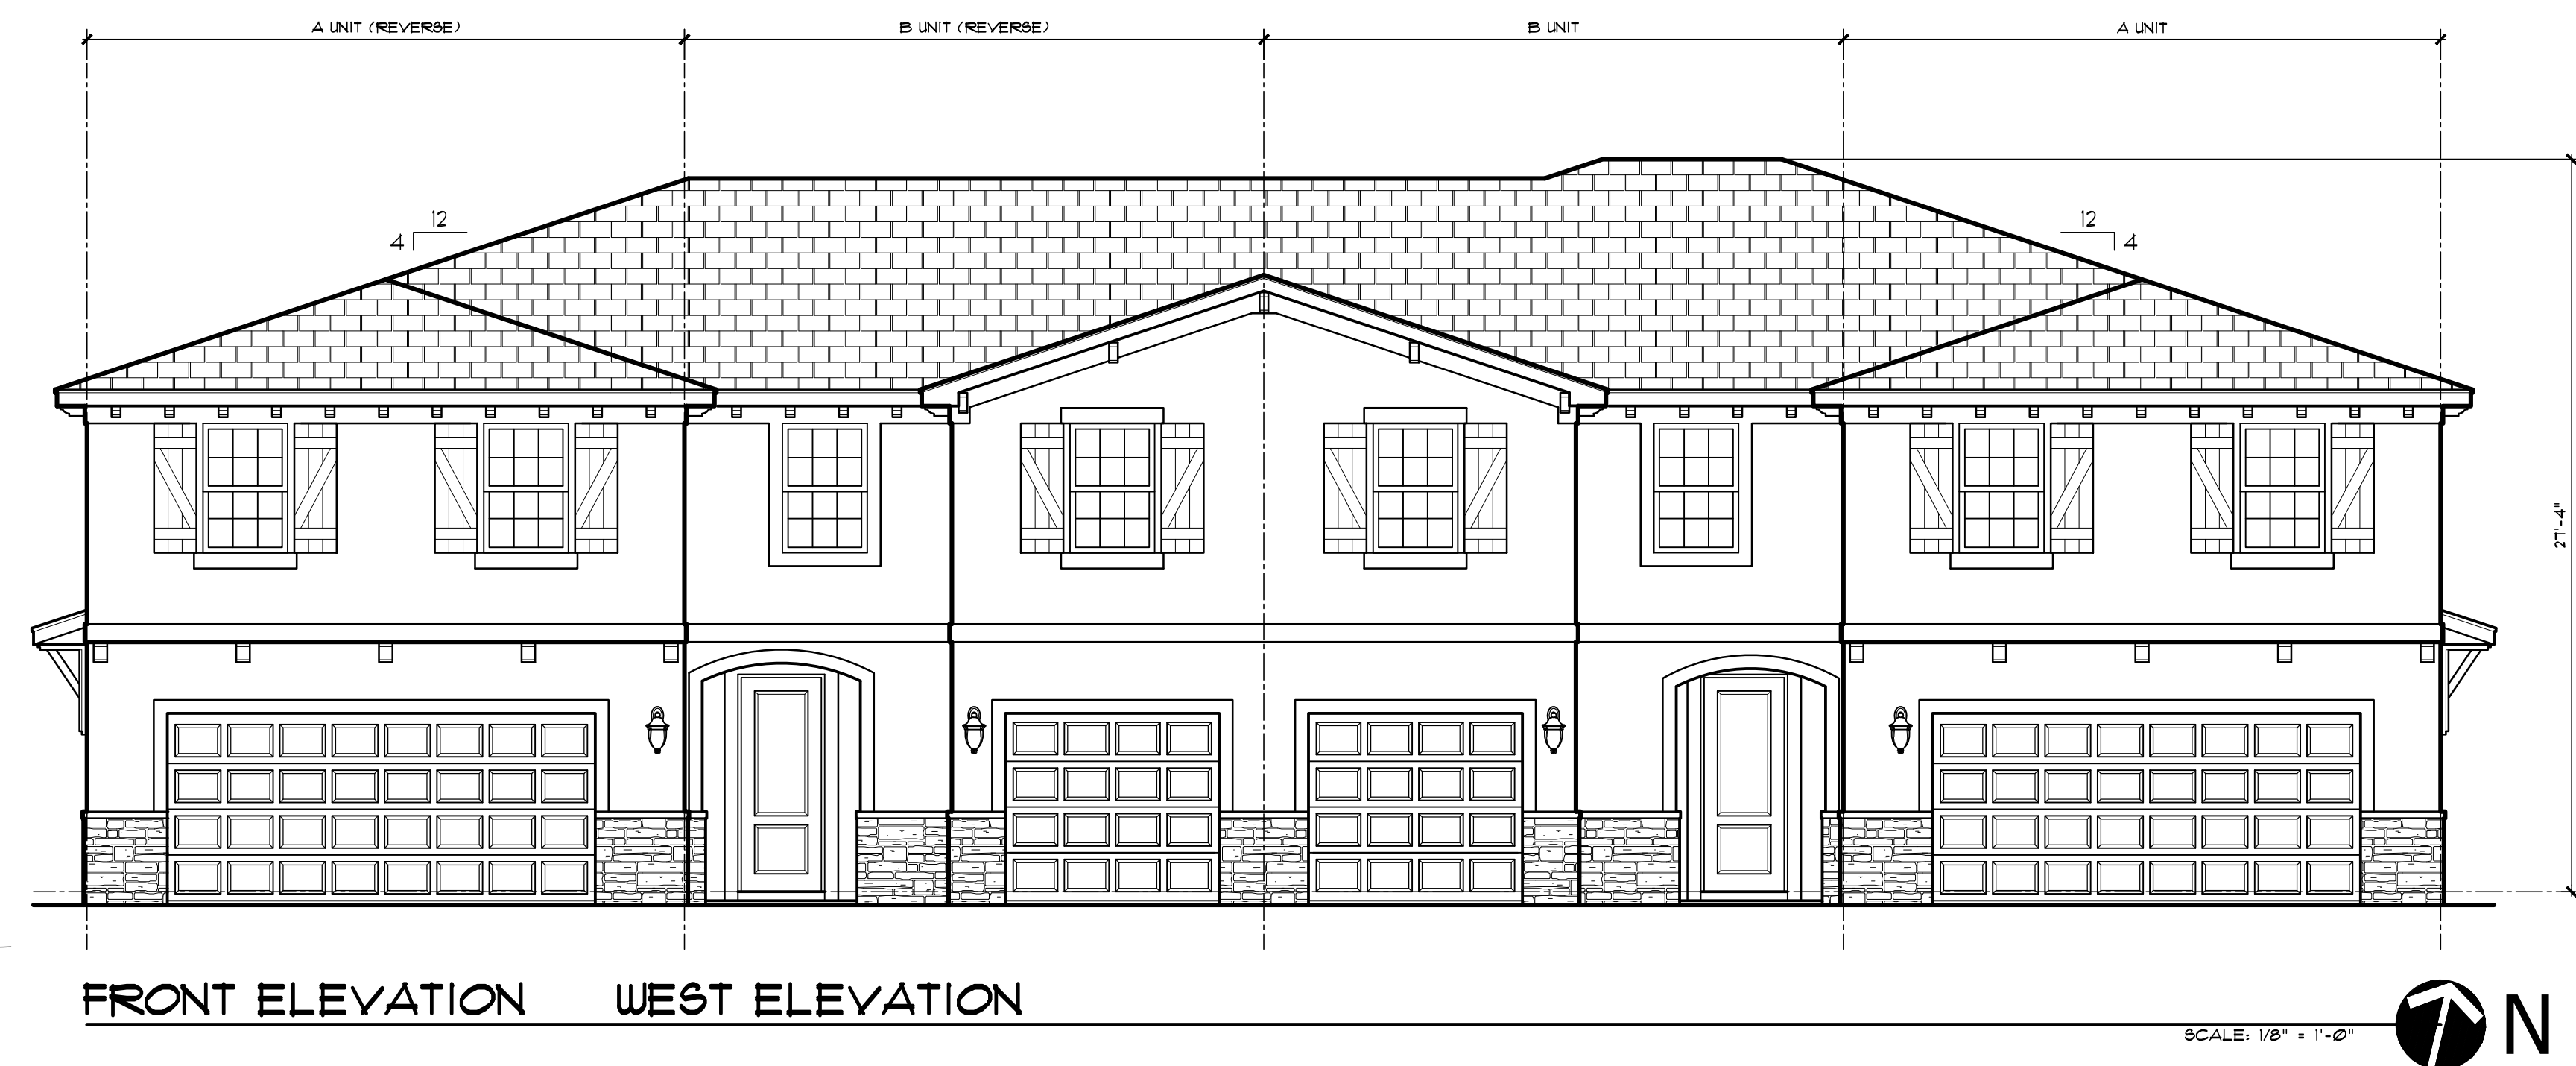 A UNIT (REVERSE)
B UNIT (REVERSE)
B UNIT
A UNIT
12
4
12
4
27'-4"
FRONT ELEVATION WEST ELEVATION
SCALE: 1/8" = 1'-0"
N